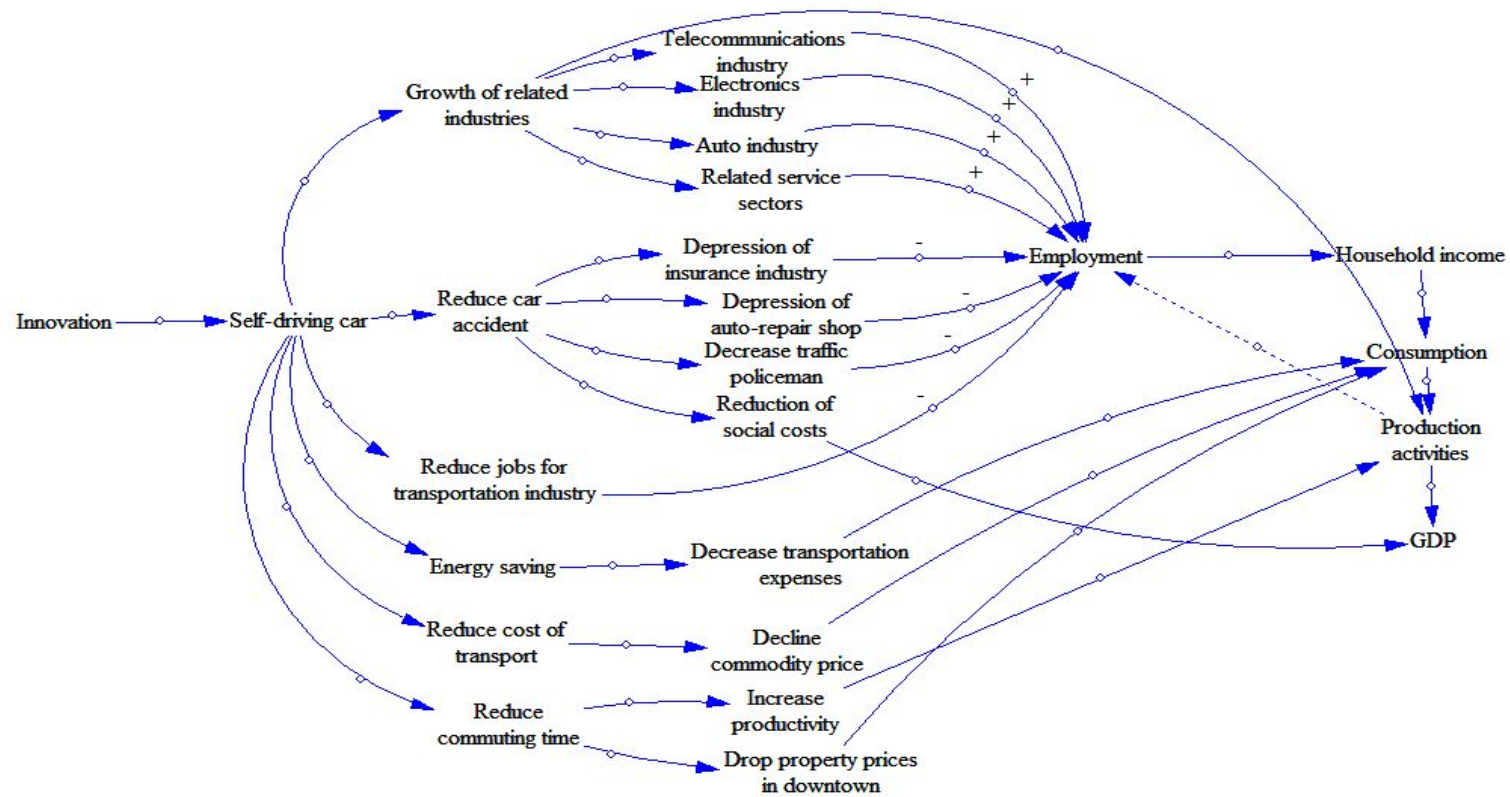 Telecommunications
industry
Growth of related
industries
Electronics
industry
Auto industry
Related service
sectors
+
+
+
+
Depression of
insurance industry
-
Employment
Household income
Innovation
Self-driving car
Reduce car
accident
Depression of
auto-repair shop
-
Decrease traffic
policeman
-
Consumption
Reduction of
social costs
-
Production
activities
Reduce jobs for
transportation industry
GDP
Energy saving
Decrease transportation
expenses
Reduce cost of
transport
Decline
commodity price
Reduce
commuting time
Increase
productivity
Drop property prices
in downtown